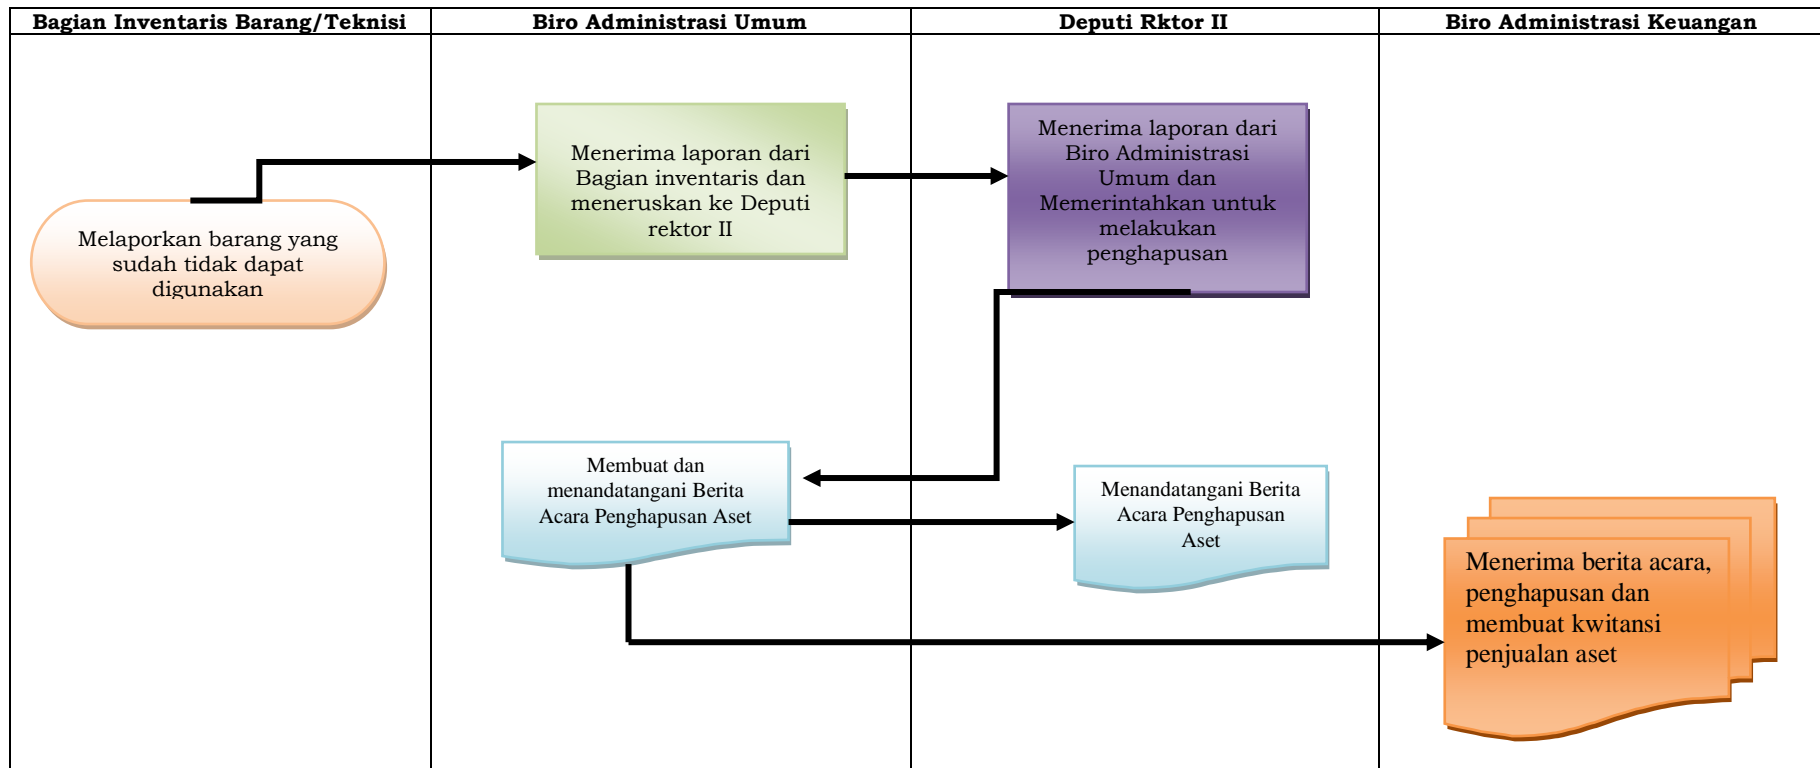 Bagian Inventaris Barang/Teknisi
Biro Administrasi Umum
Deputi Rktor II
Biro Administrasi Keuangan
Melaporkan barang yang
sudah tidak dapat
digunakan
Menerima laporan dari
Bagian inventaris dan
meneruskan ke Deputi
rektor II
Menerima laporan dari
Biro Administrasi
Umum dan
Memerintahkan untuk
melakukan
penghapusan
Membuat dan
menandatangani Berita
Acara Penghapusan Aset
Menandatangani Berita
Acara Penghapusan
Aset
Menerima berita acara,
penghapusan dan
membuat kwitansi
penjualan aset